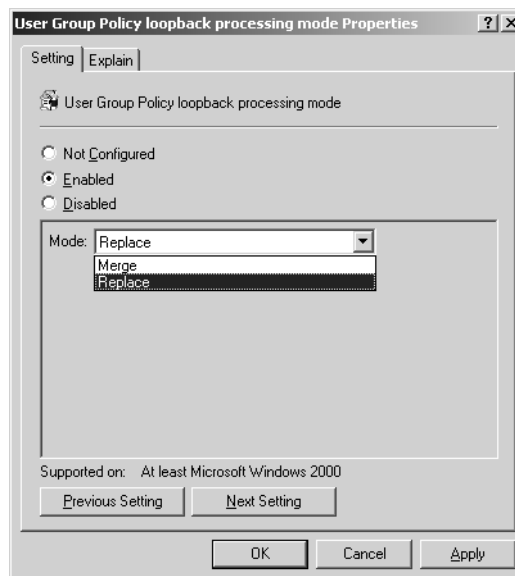 User Group Policy loopback processing mode Properties
Setting
Explain
User Group Policy loopback processing mode
Not Configured
Enabled
Disabled
Mode: Replace
Merge
Replace
Supported on: At least Microsoft Windows 2000
Previous Setting
Next Setting
OK
Cancel
Apply